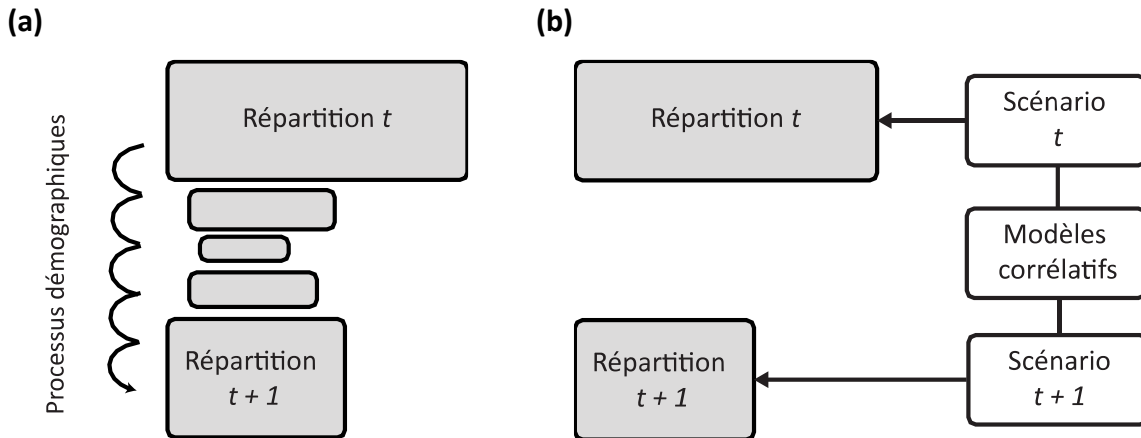 (a)
Processus démographiques
Répartition t
Répartition
t + 1
(b)
Répartition t
Scénario
t
Modèles
corrélatifs
Répartition
t + 1
Scénario
t + 1